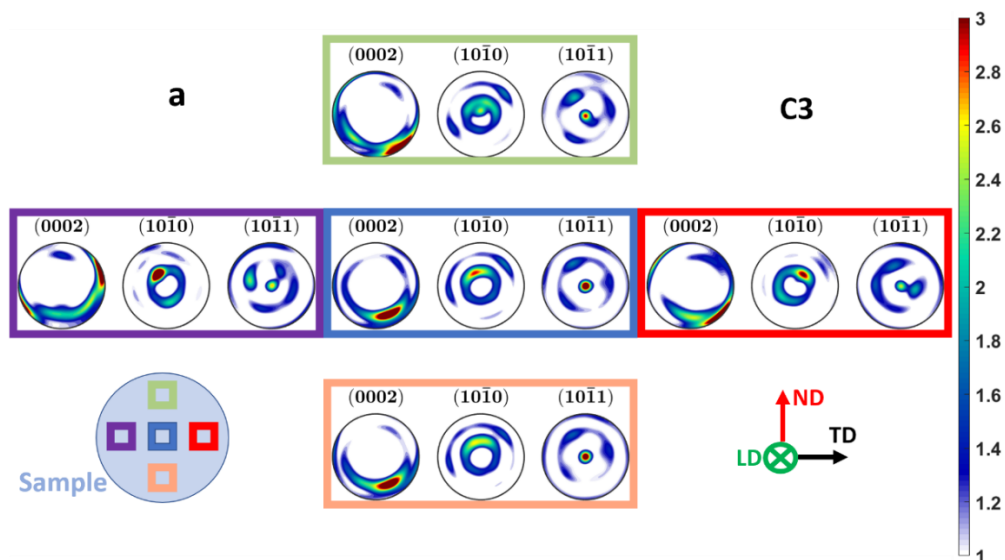 (0002) (101̄0) (101̄1)
a
C3
(0002) (101̄0) (101̄1)
(0002) (101̄0) (101̄1)
(0002) (101̄0) (101̄1)
(0002) (101̄0) (101̄1)
Sample
ND
TD
LD
3
2.8
2.6
2.4
2.2
2
1.8
1.6
1.4
1.2
1